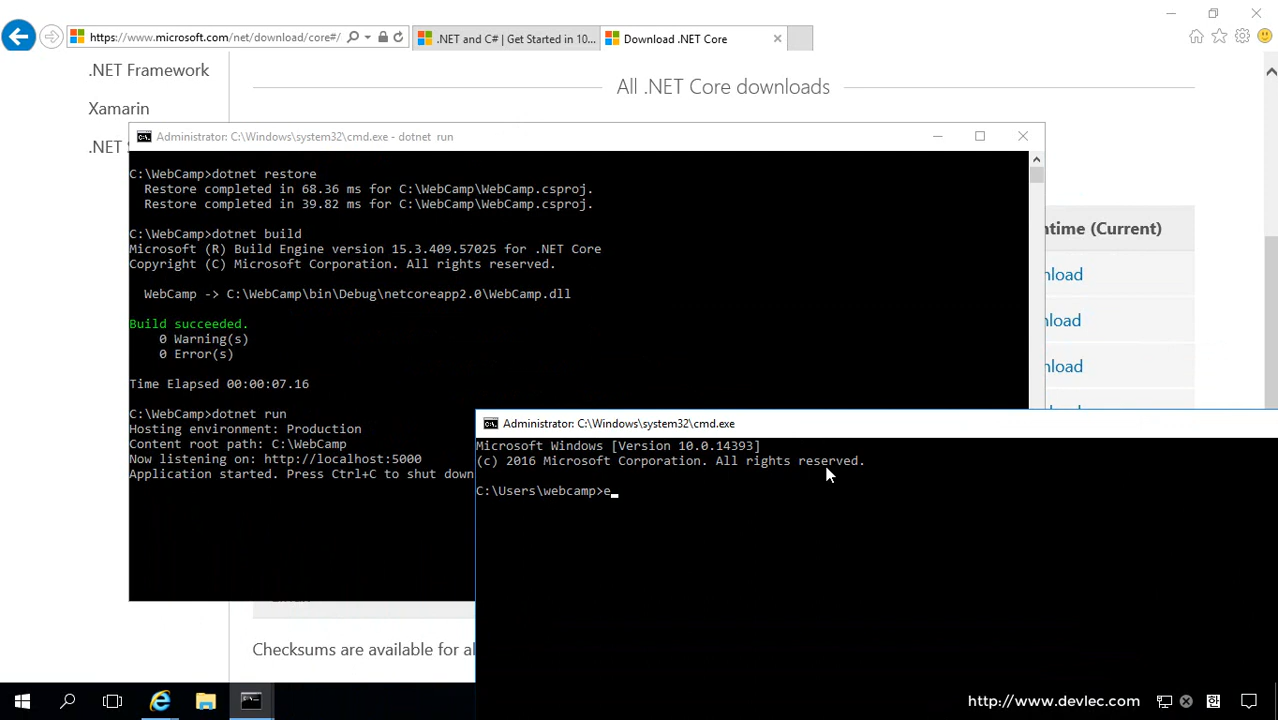 https://www.microsoft.com/net/download/core#/
.NET and C# | Get Started in 10...
Download .NET Core
.NET Framework
Xamarin
.NET
All .NET Core downloads
ntime (Current)
nload
nload
nload
Administrator: C:\Windows\system32\cmd.exe - dotnet run
C:\WebCamp>dotnet restore
Restore completed in 68.36 ms for C:\WebCamp\WebCamp.csproj.
Restore completed in 39.82 ms for C:\WebCamp\WebCamp.csproj.
C:\WebCamp>dotnet build
Microsoft (R) Build Engine version 15.3.409.57025 for .NET Core
Copyright (C) Microsoft Corporation. All rights reserved.
WebCamp -> C:\WebCamp\bin\Debug\netcoreapp2.0\WebCamp.dll
Build succeeded.
0 Warning(s)
0 Error(s)
Time Elapsed 00:00:07.16
C:\WebCamp>dotnet run
Hosting environment: Production
Content root path: C:\WebCamp
Now listening on: http://localhost:5000
Application started. Press Ctrl+C to shut down
Administrator: C:\Windows\system32\cmd.exe
Microsoft Windows [Version 10.0.14393]
(c) 2016 Microsoft Corporation. All rights reserved.
C:\Users\webcamp>e_
Checksums are available for al
http://www.devlec.com